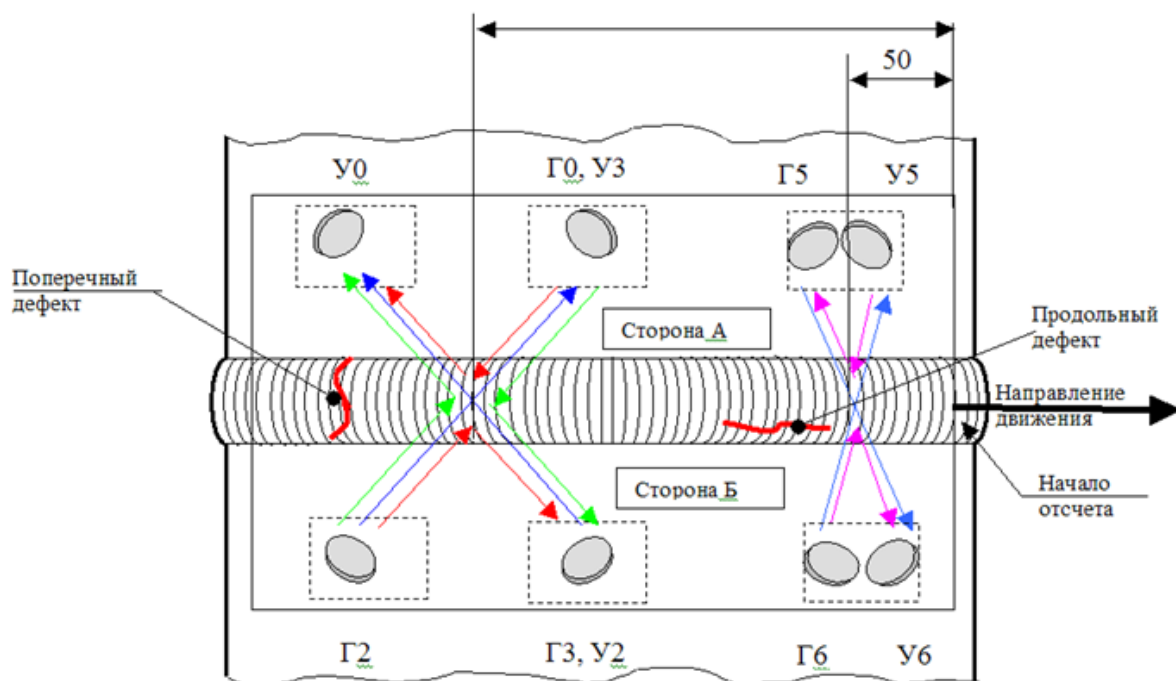 50
У0
Г0, У3
Г5
У5
Поперечный
дефект
Сторона А
Продольный
дефект
Направление
движения
Сторона Б
Начало
отсчета
Г2
Г3, У2
Г6
У6